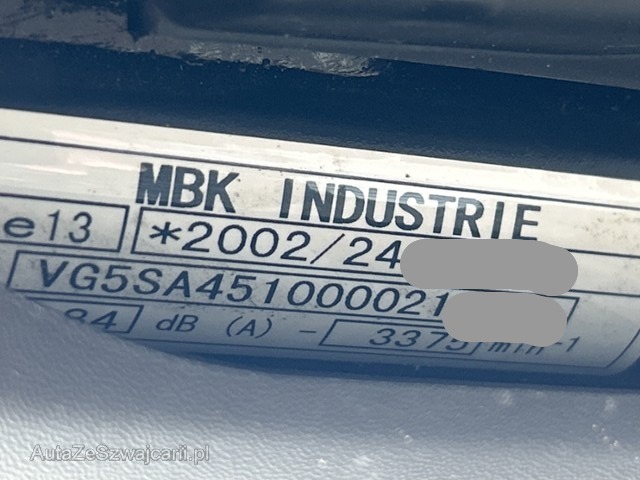 MBK INDUSTRIE
e13 *2002/24
VG5SA451000021
84 dB (A) - 3375/min-1
AutaZeSzwajcarii.pl